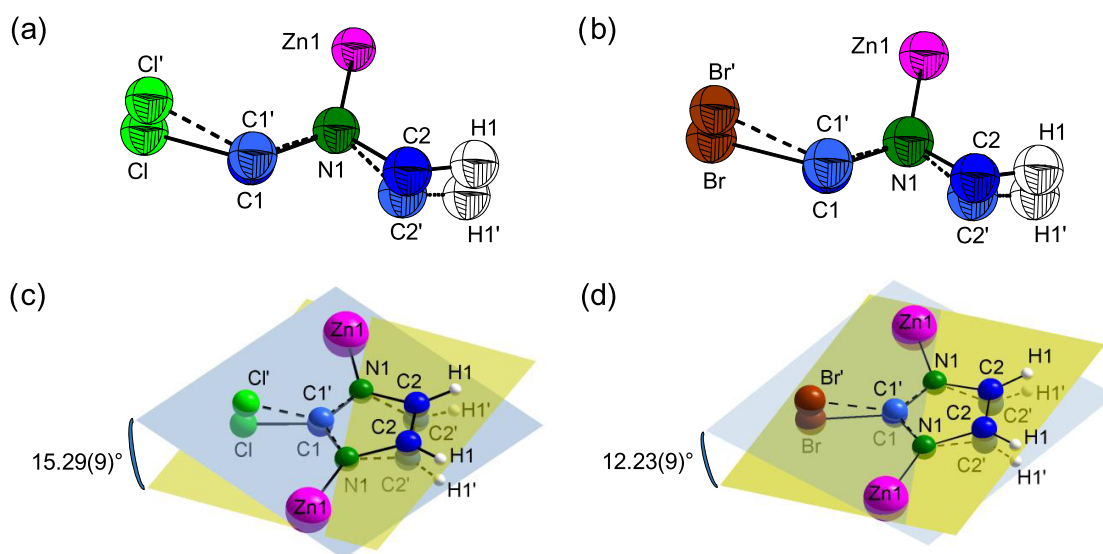 (a)
Zn1
Cl'
C1'
C2
H1
Cl
C1
N1
C2'
H1'
(b)
Zn1
Br'
C1'
C2
H1
Br
C1
N1
C2'
H1'
(c)
Zn1
N1
Cl'
C1'
C2
H1
H1'
Cl
C1
C2
C2'
H1
N1
C2'
H1'
Zn1
15.29(9)°
(d)
Zn1
N1
Br'
C1'
C2
H1
H1'
C2
C2'
Br
C1
N1
H1
C2'
H1'
Zn1
12.23(9)°